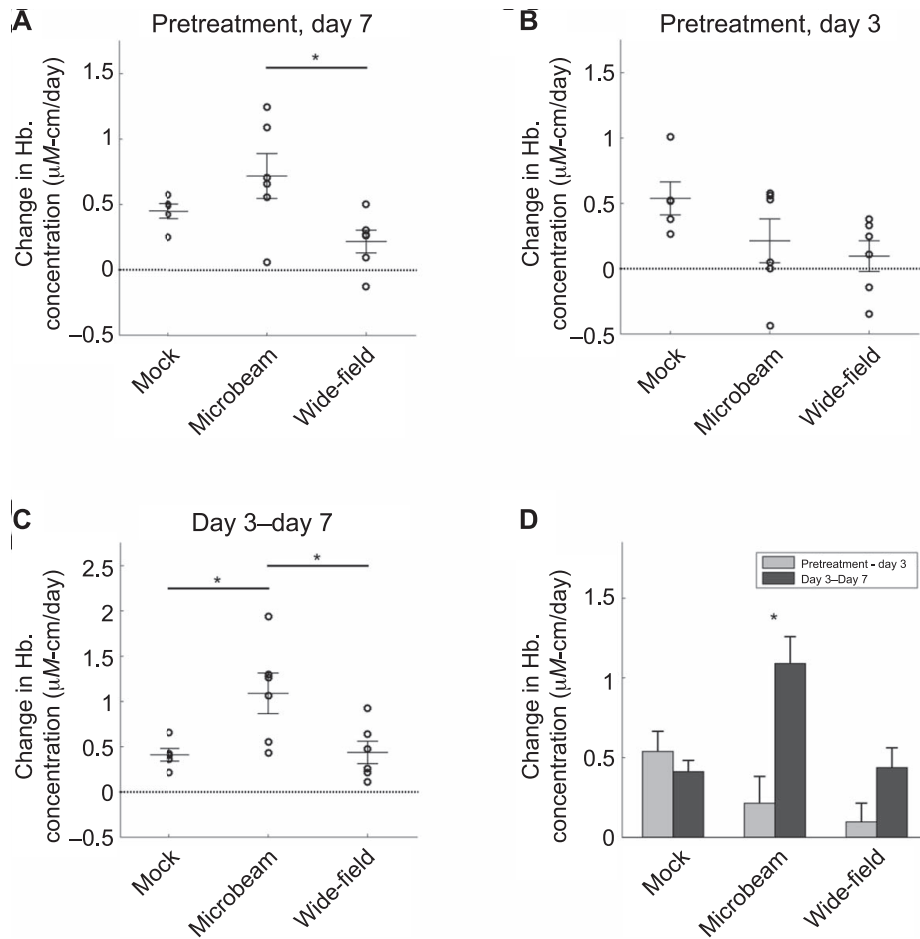 A
Pretreatment, day 7
Change in Hb.
concentration (μM-cm/day)
1.5
1
0.5
0
–0.5
*
Mock
Microbeam
Wide-field
B
Pretreatment, day 3
Change in Hb.
concentration (μM-cm/day)
1.5
1
0.5
0
–0.5
Mock
Microbeam
Wide-field
C
Day 3–day 7
Change in Hb.
concentration (μM-cm/day)
2.5
2
1.5
1
0.5
0
–0.5
*
*
Mock
Microbeam
Wide-field
D
Change in Hb.
concentration (μM-cm/day)
1.5
1
0.5
0
Pretreatment - day 3
Day 3–Day 7
*
Mock
Microbeam
Wide-field